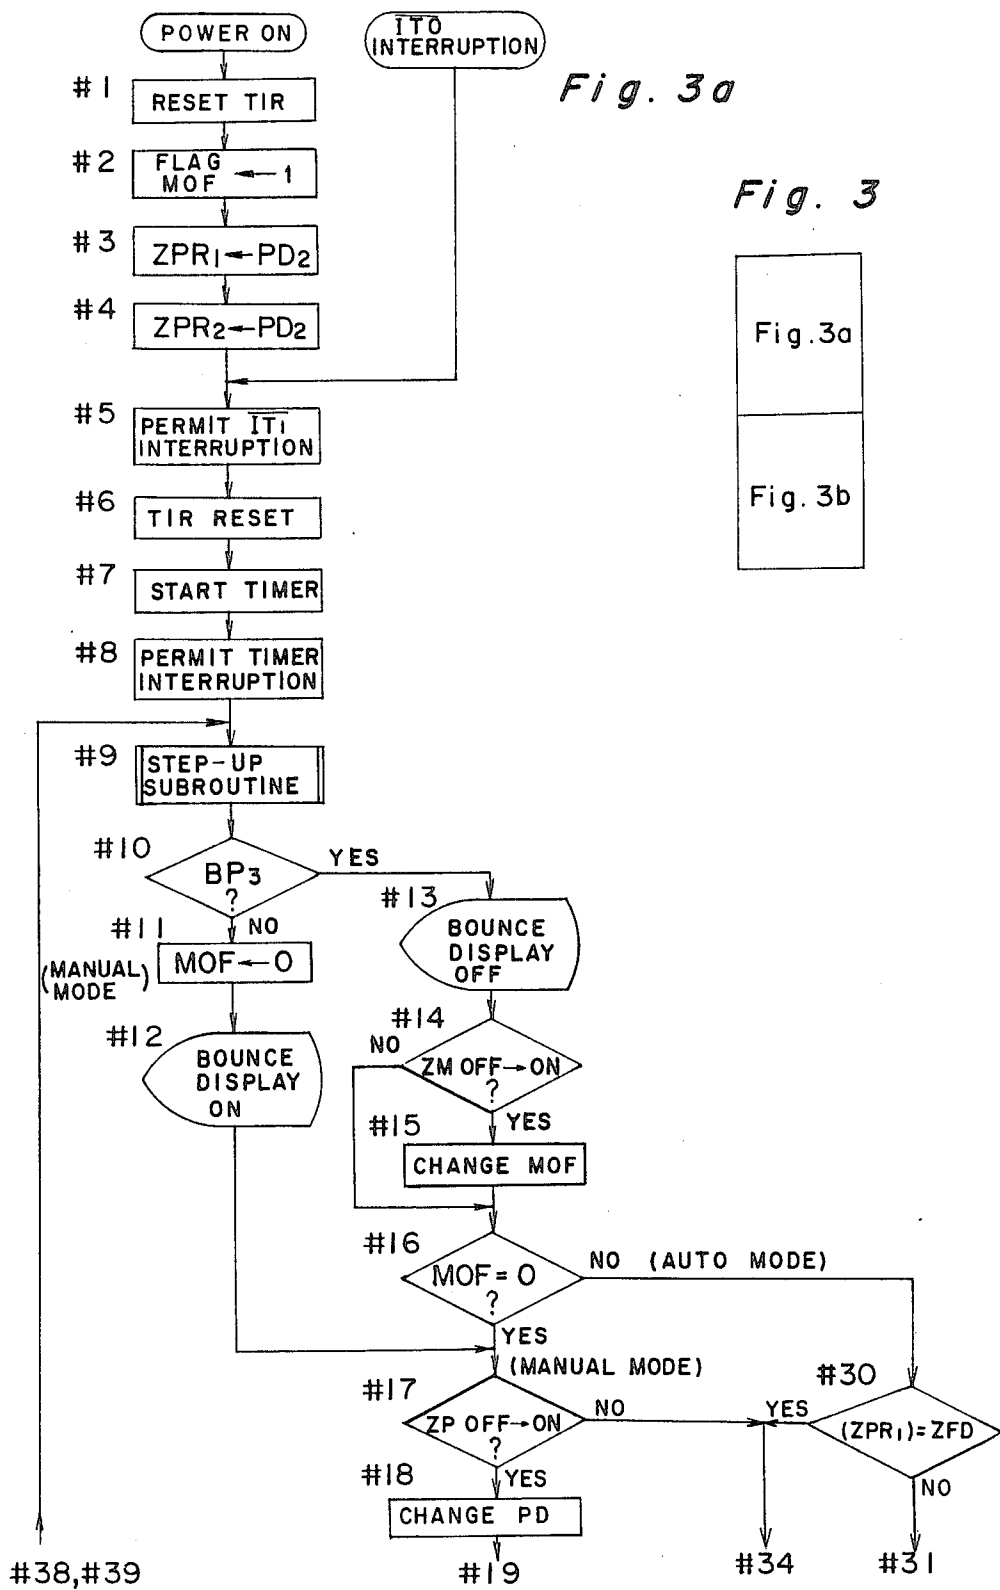 POWER ON
ITO
INTERRUPTION
Fig. 3a
#1
RESET TIR
#2
FLAG
MOF ← 1
Fig. 3
#3
ZPR1←PD2
#4
ZPR2←PD2
Fig.3a
#5
PERMIT IT1
INTERRUPTION
Fig.3b
#6
TIR RESET
#7
START TIMER
#8
PERMIT TIMER
INTERRUPTION
#9
STEP-UP
SUBROUTINE
#10
BP3
?
YES
NO
#11
MOF←0
(MANUAL
MODE)
#12
BOUNCE
DISPLAY
ON
#13
BOUNCE
DISPLAY
OFF
#14
NO
ZM OFF→ON
?
YES
#15
CHANGE MOF
#16
MOF=0
?
NO (AUTO MODE)
YES
(MANUAL MODE)
#17
ZP OFF→ON
?
NO
YES
#30
YES
(ZPR1)=ZFD
NO
#18
CHANGE PD
#38,#39
#19
#34
#31